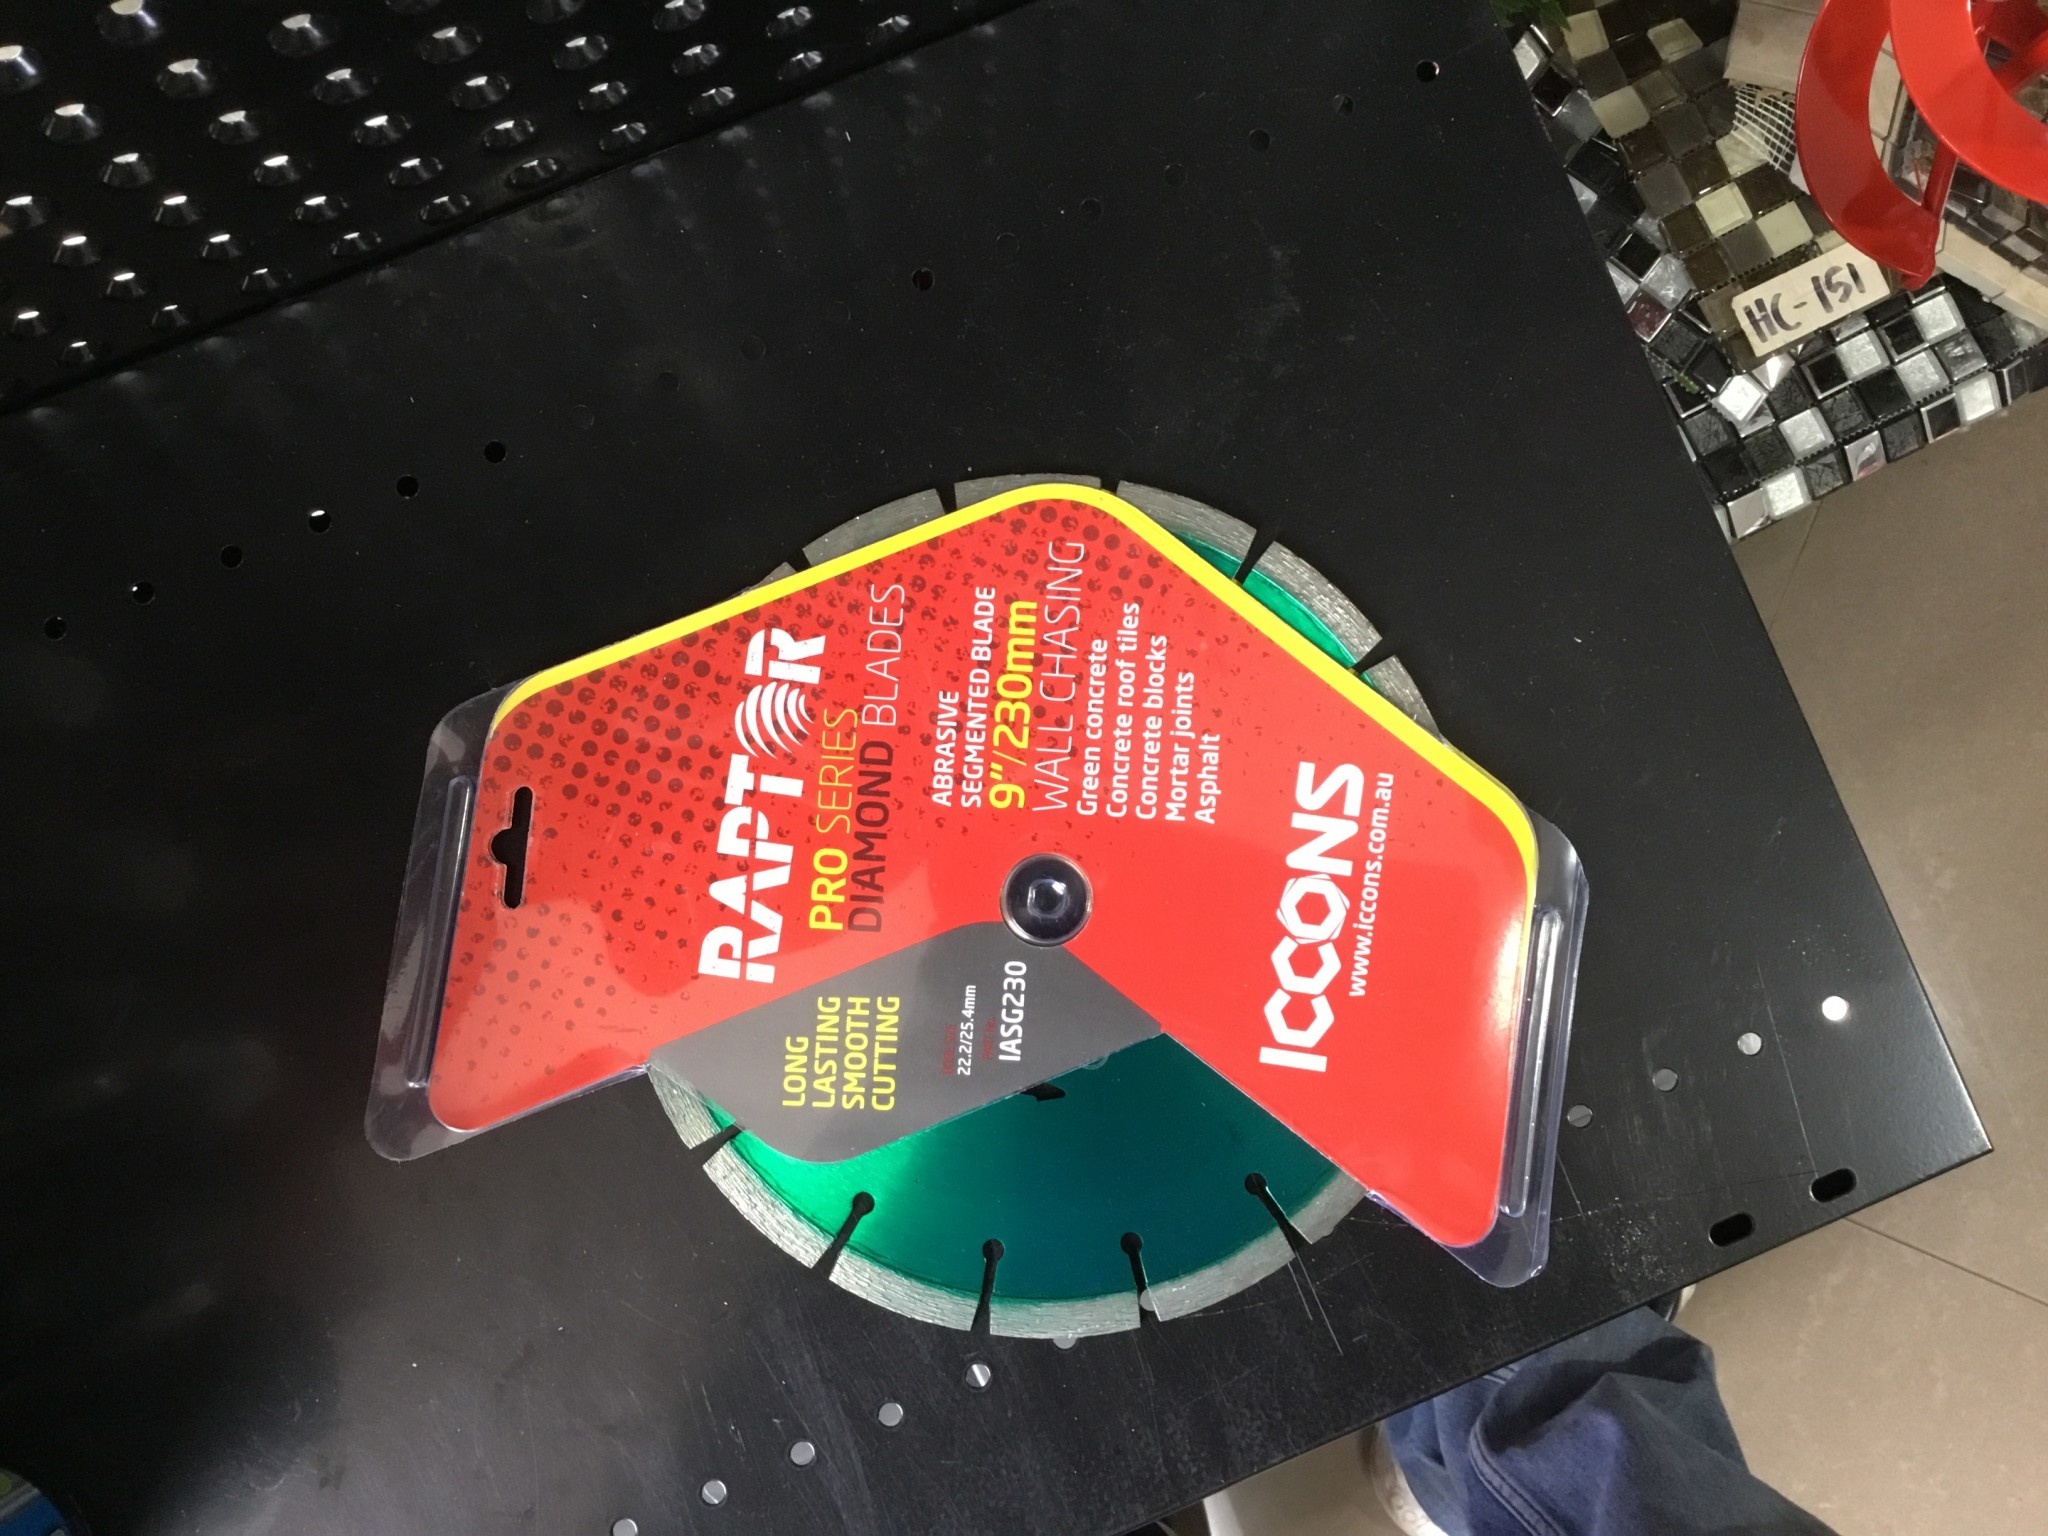 RAPTOR
PRO SERIES
DIAMOND BLADES
ABRASIVE
SEGMENTED BLADE
9"/230mm
WALL CHASING
Green concrete
Concrete roof tiles
Concrete blocks
Mortar joints
Asphalt
LONG
LASTING
SMOOTH
CUTTING
22.2/25.4mm
IASG230
ICCONS
www.iccons.com.au
HC-151